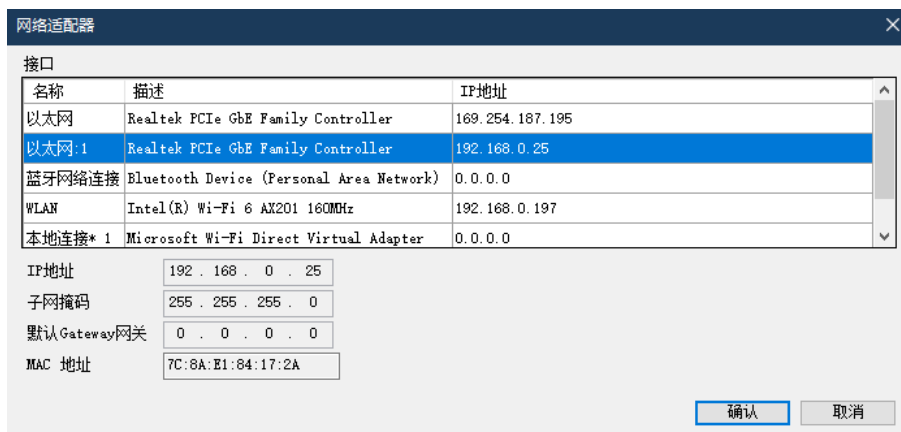 网络适配器
接口
名称 描述 IP地址
以太网 Realtek PCIe GbE Family Controller 169.254.187.195
以太网:1 Realtek PCIe GbE Family Controller 192.168.0.25
蓝牙网络连接 Bluetooth Device (Personal Area Network) 0.0.0.0
WLAN Intel(R) Wi-Fi 6 AX201 160MHz 192.168.0.197
本地连接* 1 Microsoft Wi-Fi Direct Virtual Adapter 0.0.0.0
IP地址 192 . 168 . 0 . 25
子网掩码 255 . 255 . 255 . 0
默认Gateway网关 0 . 0 . 0 . 0
MAC 地址 7C:8A:E1:84:17:2A
确认 取消